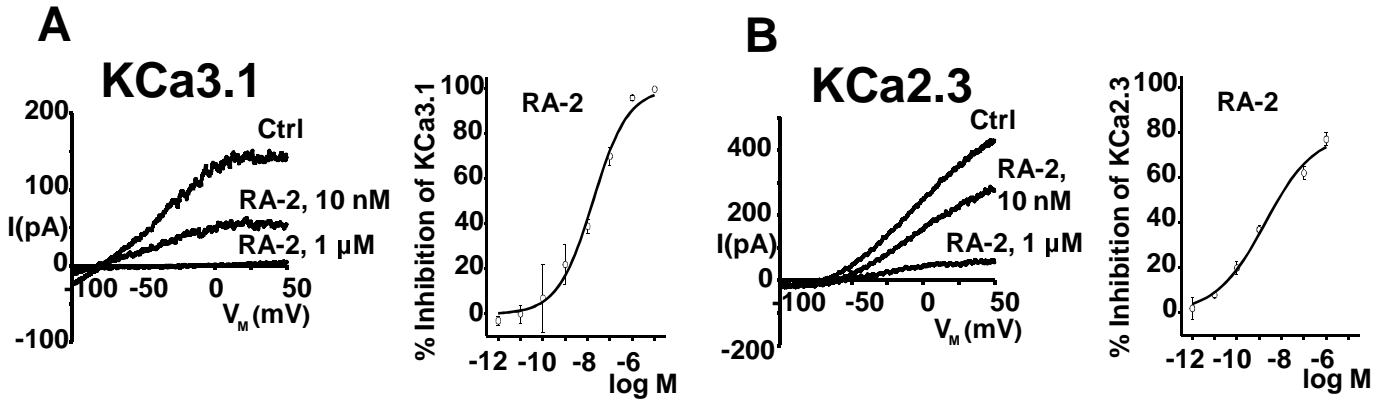 A
KCa3.1
200
100
0
-100
I(pA)
Ctrl
RA-2, 10 nM
RA-2, 1 µM
-100 -50 0 50
VM (mV)
% Inhibition of KCa3.1
100
80
60
40
20
0
RA-2
-12 -10 -8 -6
log M
B
KCa2.3
400
200
0
-200
I(pA)
Ctrl
RA-2,
10 nM
RA-2, 1 µM
-100 -50 0 50
VM (mV)
% Inhibition of KCa2.3
100
80
60
40
20
0
RA-2
-12 -10 -8 -6
log M